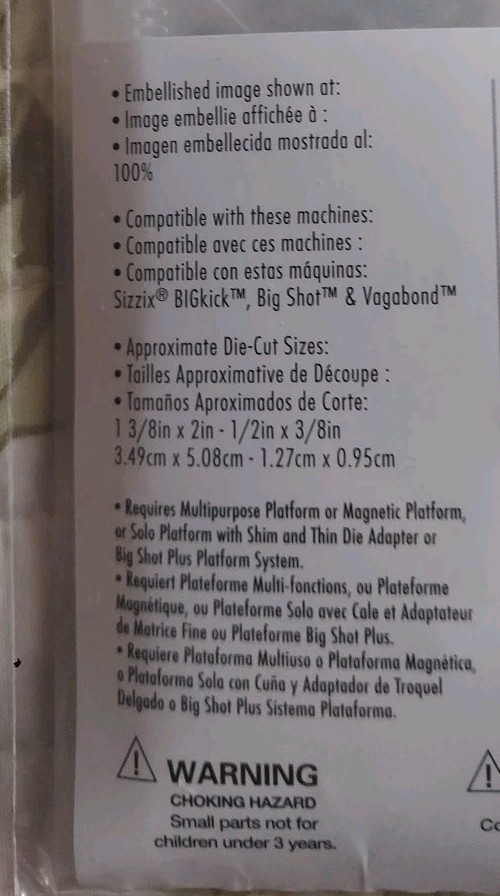 • Embellished image shown at:
• Image embellie affichée à :
• Imagen embellecida mostrada al:
100%
• Compatible with these machines:
• Compatible avec ces machines :
• Compatible con estas máquinas:
Sizzix® BIGkick™, Big Shot™ & Vagabond™
• Approximate Die-Cut Sizes:
• Tailles Approximative de Découpe :
• Tamaños Aproximados de Corte:
1 3/8in x 2in - 1/2in x 3/8in
3.49cm x 5.08cm - 1.27cm x 0.95cm
• Requires Multipurpose Platform or Magnetic Platform,
or Solo Platform with Shim and Thin Die Adapter or
Big Shot Plus Platform System.
• Requiert Plateforme Multi-fonctions, ou Plateforme
Magnétique, ou Plateforme Solo avec Cale et Adaptateur
de Matrice Fine ou Plateforme Big Shot Plus.
• Requiere Plataforma Multiuso o Plataforma Magnética,
o Plataforma Sola con Cuña y Adaptador de Troquel
Delgado o Big Shot Plus Sistema Plataforma.
WARNING
CHOKING HAZARD
Small parts not for
children under 3 years.